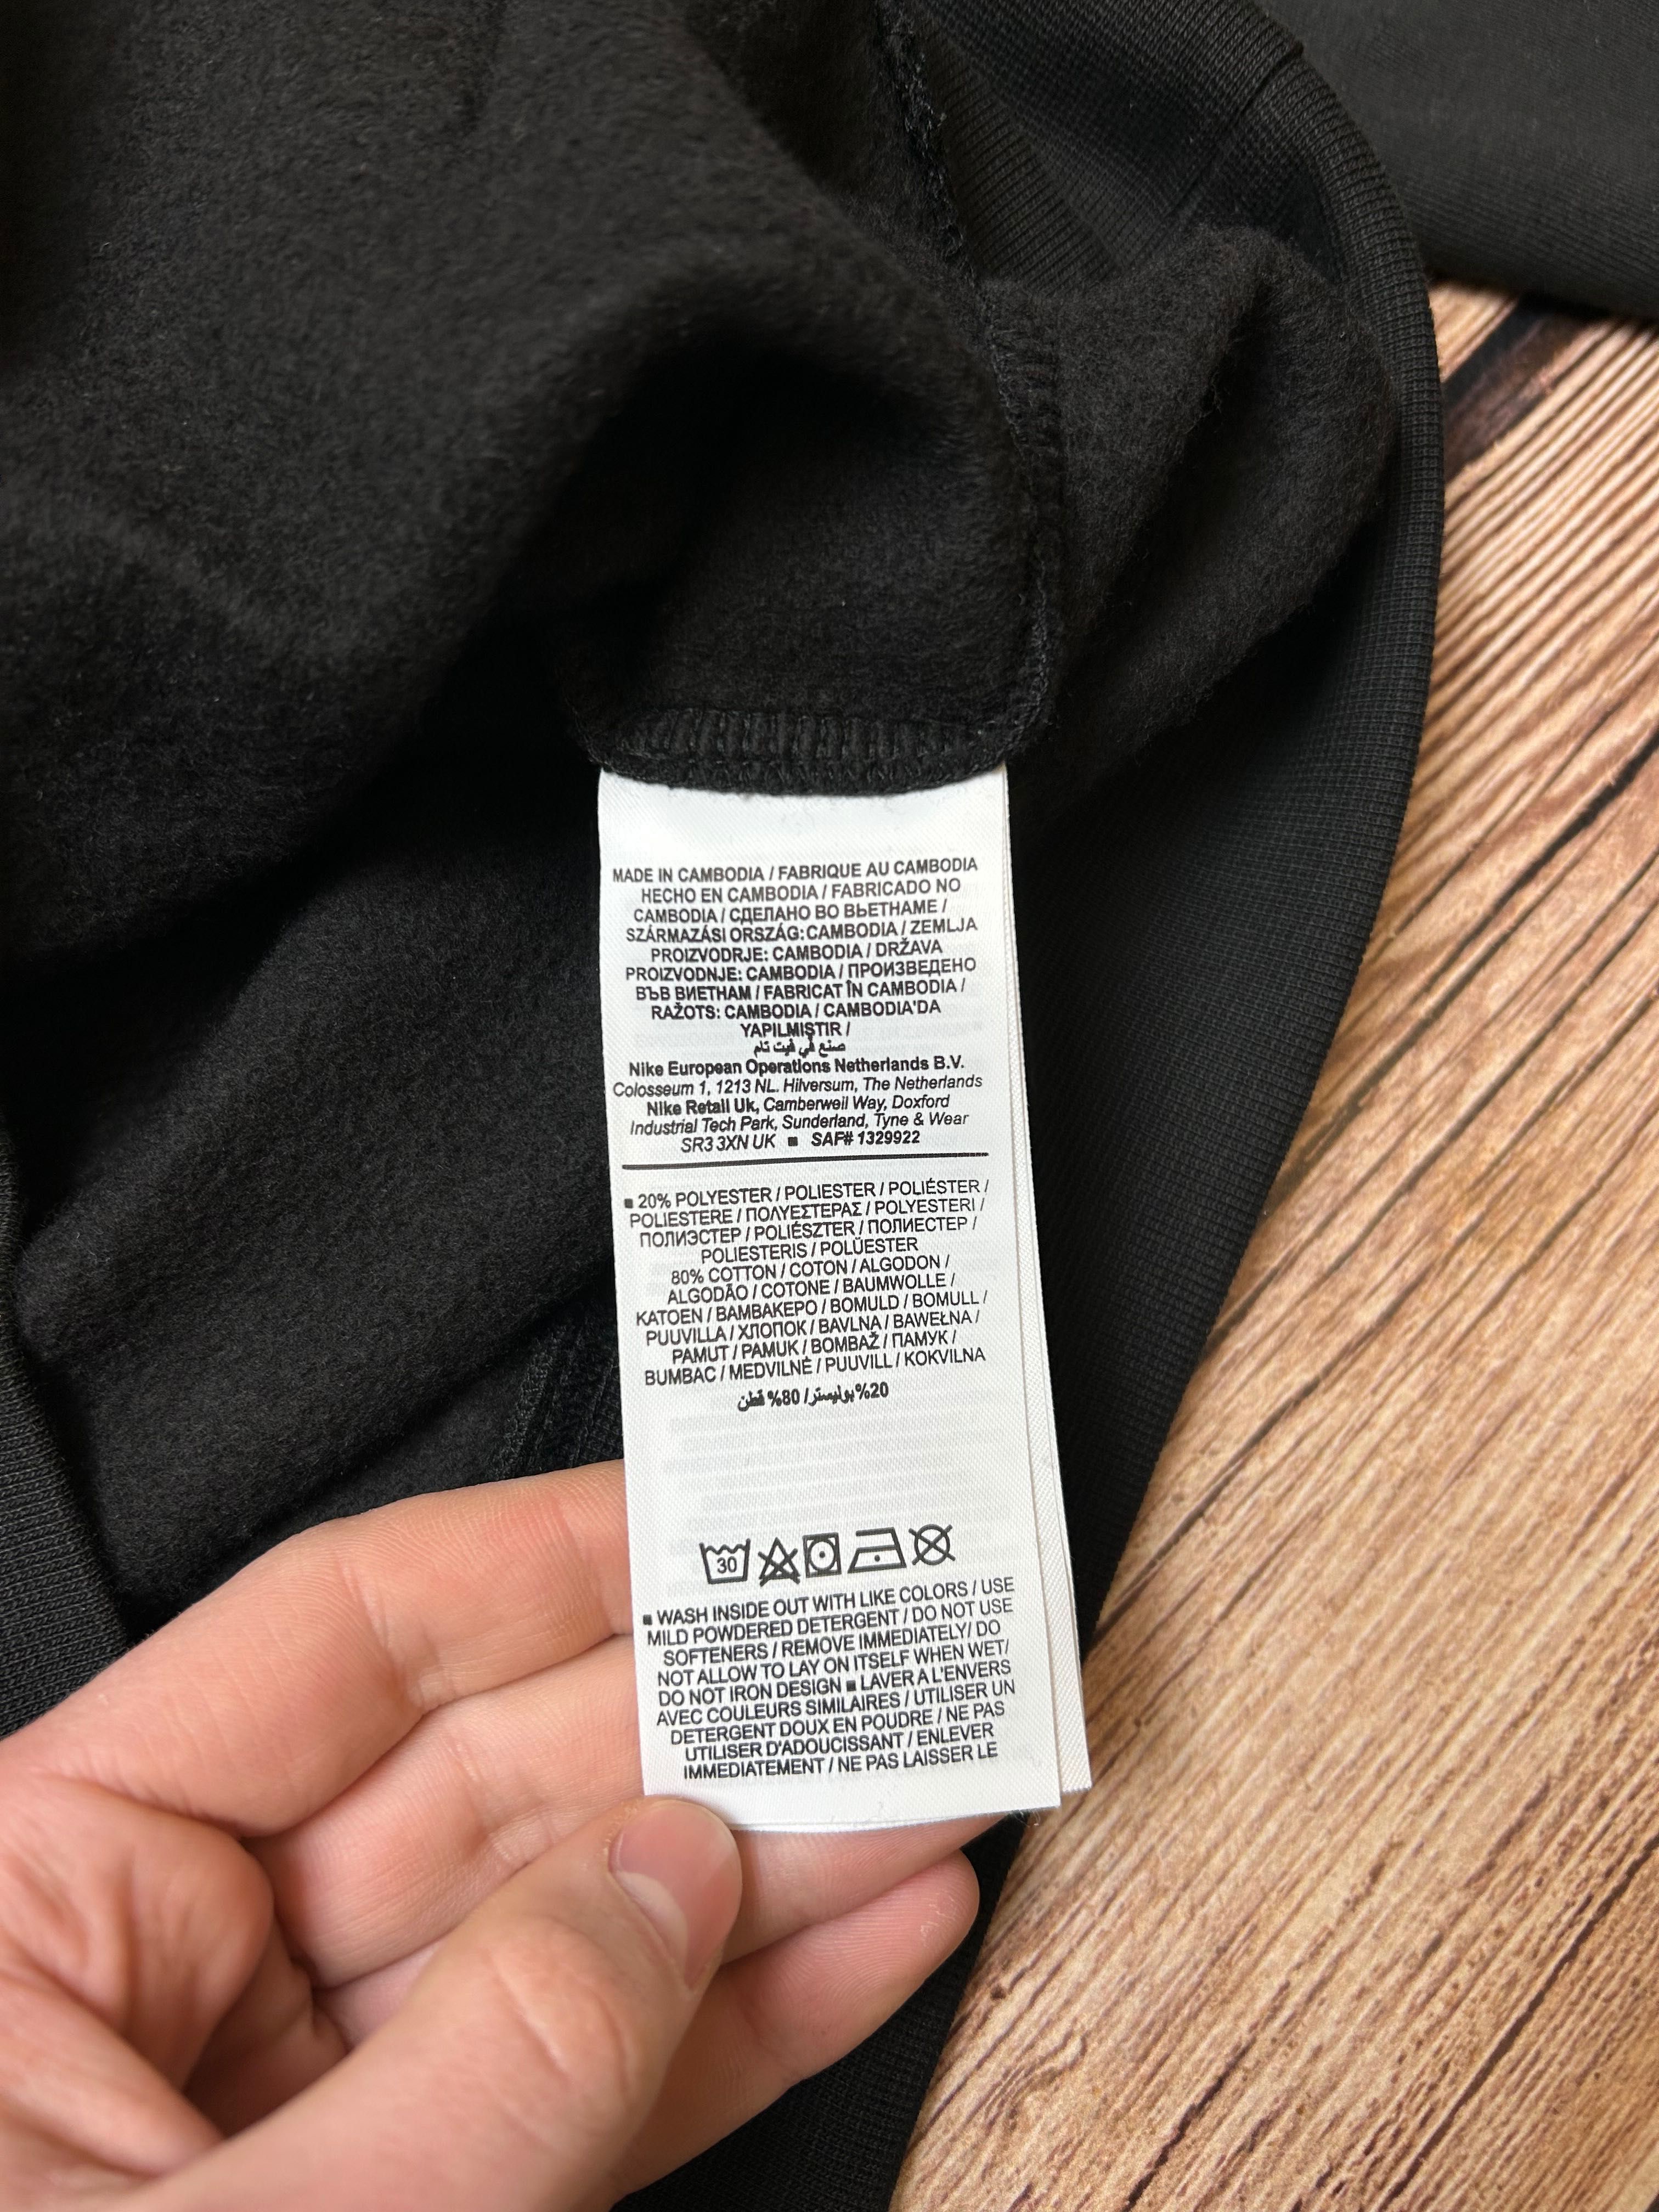 MADE IN CAMBODIA / FABRIQUE AU CAMBODIA
HECHO EN CAMBODIA / FABRICADO NO
CAMBODIA / СДЕЛАНО ВО ВЬЕТНАМЕ /
SZÁRMAZÁSI ORSZÁG: CAMBODIA / ZEMLJA
PROIZVODRJE: CAMBODIA / DRŽAVA
PROIZVODNJE: CAMBODIA / ПРОИЗВЕДЕНО
ВЪВ ВИЕТНАМ / FABRICAT ÎN CAMBODIA /
RAŽOTS: CAMBODIA / CAMBODIA'DA
YAPILMIŞTIR /
صنع في فيت نام
Nike European Operations Netherlands B.V.
Colosseum 1, 1213 NL. Hilversum, The Netherlands
Nike Retail Uk, Camberwell Way, Doxford
Industrial Tech Park, Sunderland, Tyne & Wear
SR3 3XN UK ■ SAF# 1329922
■ 20% POLYESTER / POLIESTER / POLIÉSTER /
POLIESTERE / ΠΟΛΥΕΣΤΕΡΑΣ / POLYESTERI /
ПОЛИЭСТЕР / POLIÉSZTER / ПОЛИЕСТЕР /
POLIESTERIS / POLÜESTER
80% COTTON / COTON / ALGODON /
ALGODÃO / COTONE / BAUMWOLLE /
KATOEN / BAMBAKEPO / BOMULD / BOMULL /
PUUVILLA / ХЛОПОК / BAVLNA / BAWEŁNA /
PAMUT / PAMUK / BOMBAŽ / ПАМУК /
BUMBAC / MEDVILNĖ / PUUVILL / KOKVILNA
20% بوليستر / 80% قطن
30
■ WASH INSIDE OUT WITH LIKE COLORS / USE
MILD POWDERED DETERGENT / DO NOT USE
SOFTENERS / REMOVE IMMEDIATELY/ DO
NOT ALLOW TO LAY ON ITSELF WHEN WET/
DO NOT IRON DESIGN ■ LAVER A L'ENVERS
AVEC COULEURS SIMILAIRES / UTILISER UN
DETERGENT DOUX EN POUDRE / NE PAS
UTILISER D'ADOUCISSANT / ENLEVER
IMMEDIATEMENT / NE PAS LAISSER LE